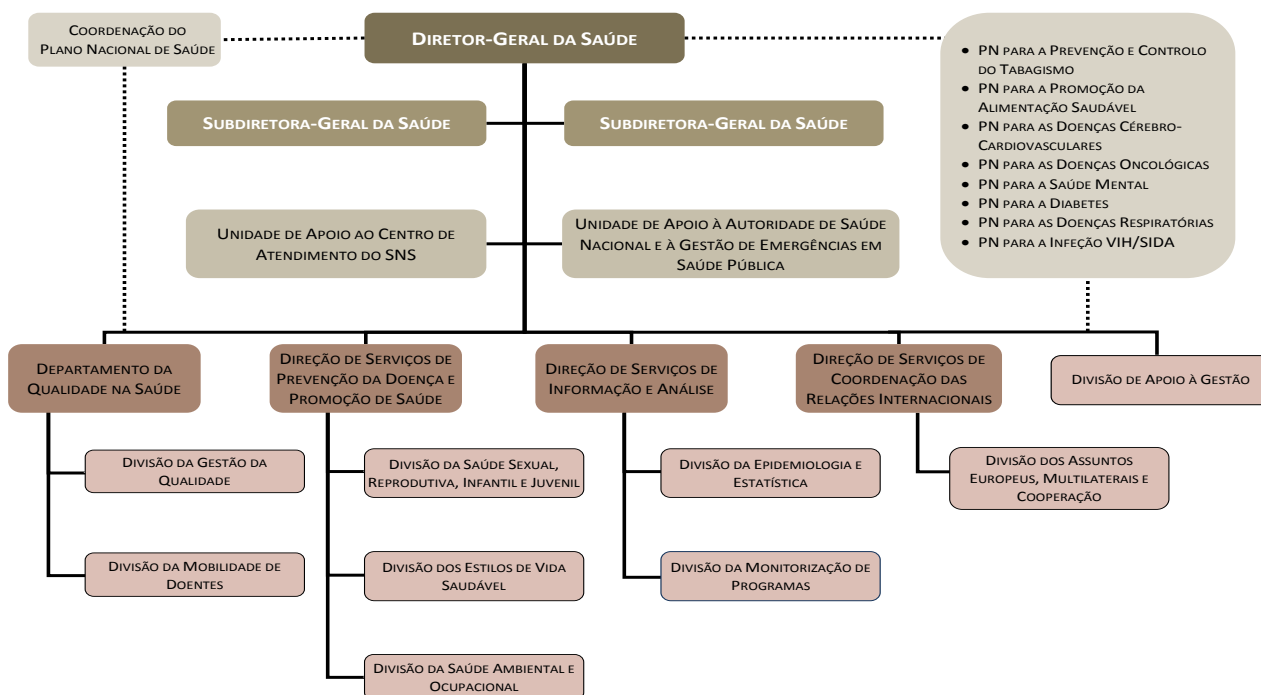 Coordenação do
Plano Nacional de Saúde
Diretor-Geral da Saúde
• PN para a Prevenção e Controlo
do Tabagismo
• PN para a Promoção da
Alimentação Saudável
• PN para as Doenças Cérebro-
Cardiovasculares
• PN para as Doenças Oncológicas
• PN para a Saúde Mental
• PN para a Diabetes
• PN para as Doenças Respiratórias
• PN para a Infeção VIH/SIDA
Subdiretora-Geral da Saúde
Subdiretora-Geral da Saúde
Unidade de Apoio ao Centro de
Atendimento do SNS
Unidade de Apoio à Autoridade de Saúde
Nacional e à Gestão de Emergências em
Saúde Pública
Departamento da
Qualidade na Saúde
Direção de Serviços de
Prevenção da Doença e
Promoção de Saúde
Direção de Serviços de
Informação e Análise
Direção de Serviços de
Coordenação das
Relações Internacionais
Divisão de Apoio à Gestão
Divisão da Gestão da
Qualidade
Divisão da Saúde Sexual,
Reprodutiva, Infantil e Juvenil
Divisão da Epidemiologia e
Estatística
Divisão dos Assuntos
Europeus, Multilaterais e
Cooperação
Divisão da Mobilidade de
Doentes
Divisão dos Estilos de Vida
Saudável
Divisão da Monitorização de
Programas
Divisão da Saúde Ambiental e
Ocupacional